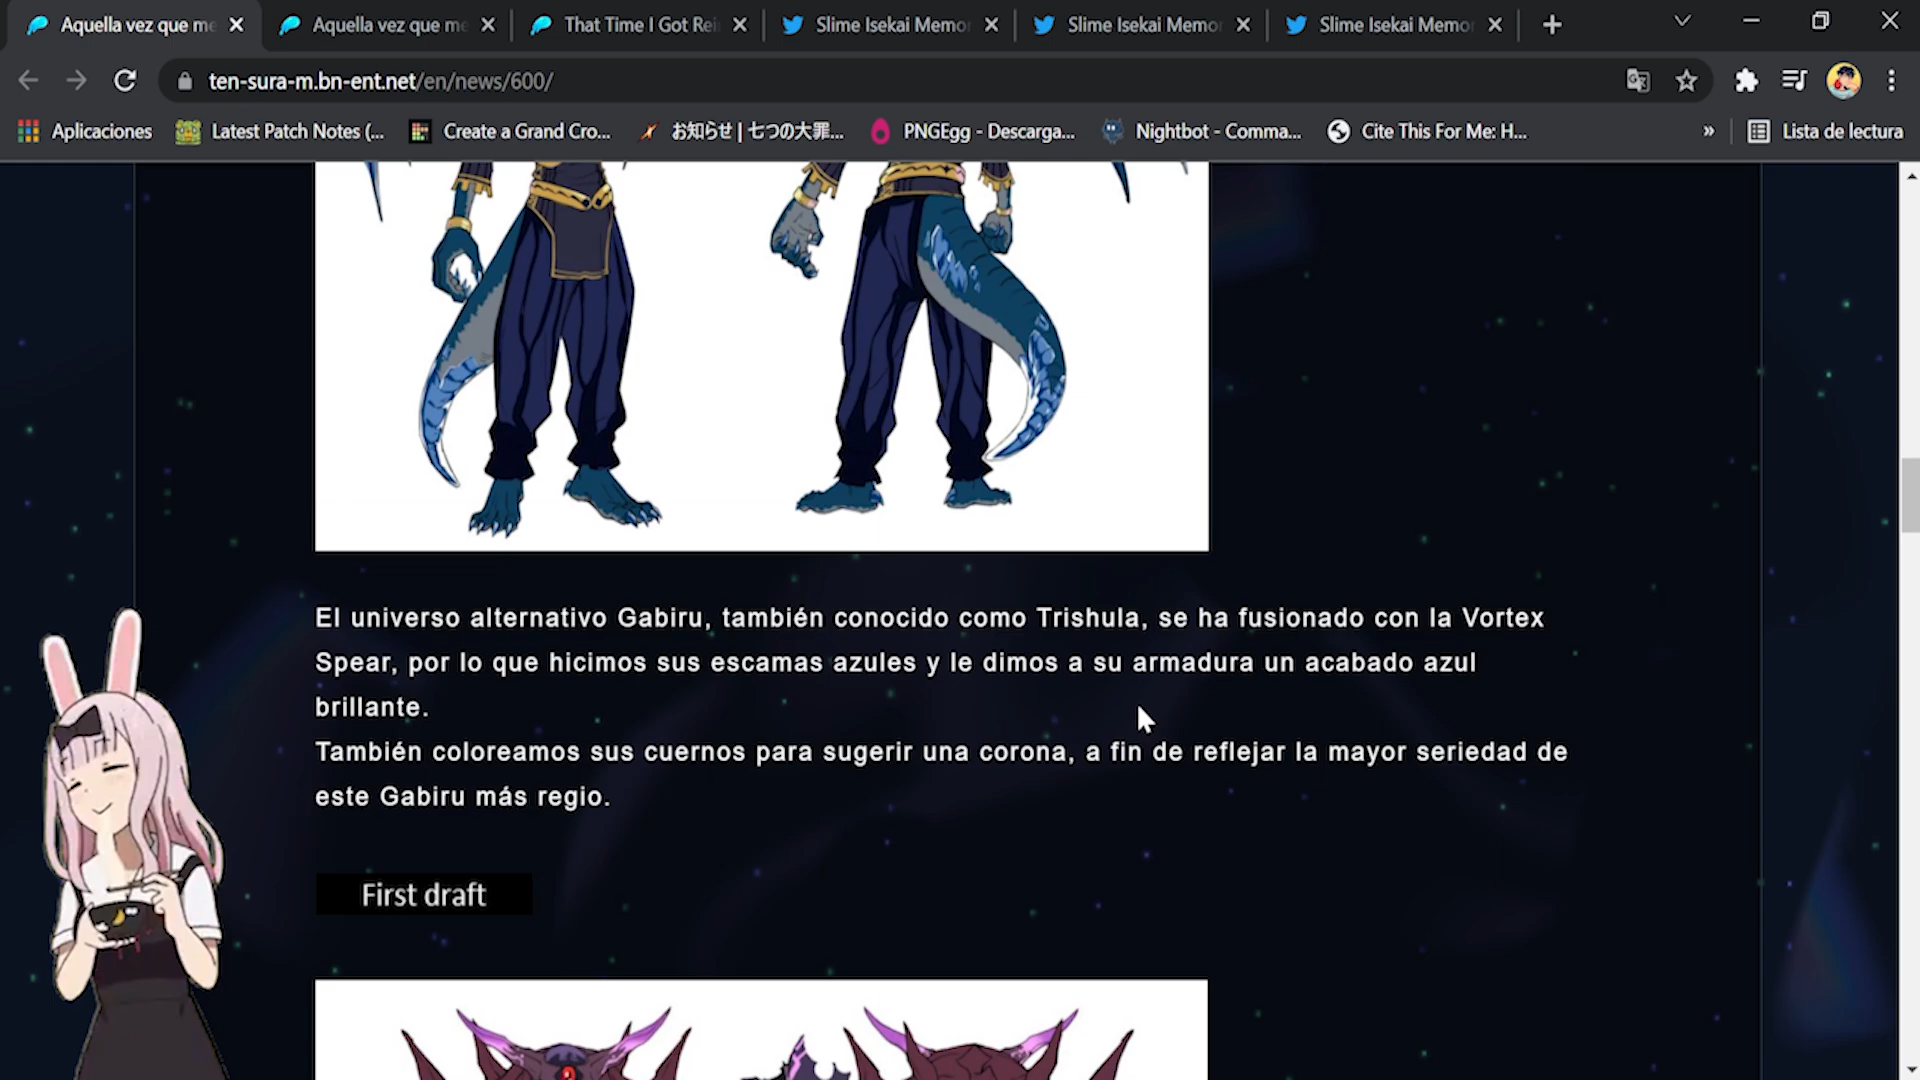 Aquella vez que me
Aquella vez que me
That Time I Got Rei
Slime Isekai Memor
Slime Isekai Memor
Slime Isekai Memor
ten-sura-m.bn-ent.net/en/news/600/
Aplicaciones
Latest Patch Notes (...
Create a Grand Cro...
お知らせ | 七つの大罪...
PNGEgg - Descarga...
Nightbot - Comma...
Cite This For Me: H...
»
Lista de lectura
El universo alternativo Gabiru, también conocido como Trishula, se ha fusionado con la Vortex
Spear, por lo que hicimos sus escamas azules y le dimos a su armadura un acabado azul
brillante.
También coloreamos sus cuernos para sugerir una corona, a fin de reflejar la mayor seriedad de
este Gabiru más regio.
First draft